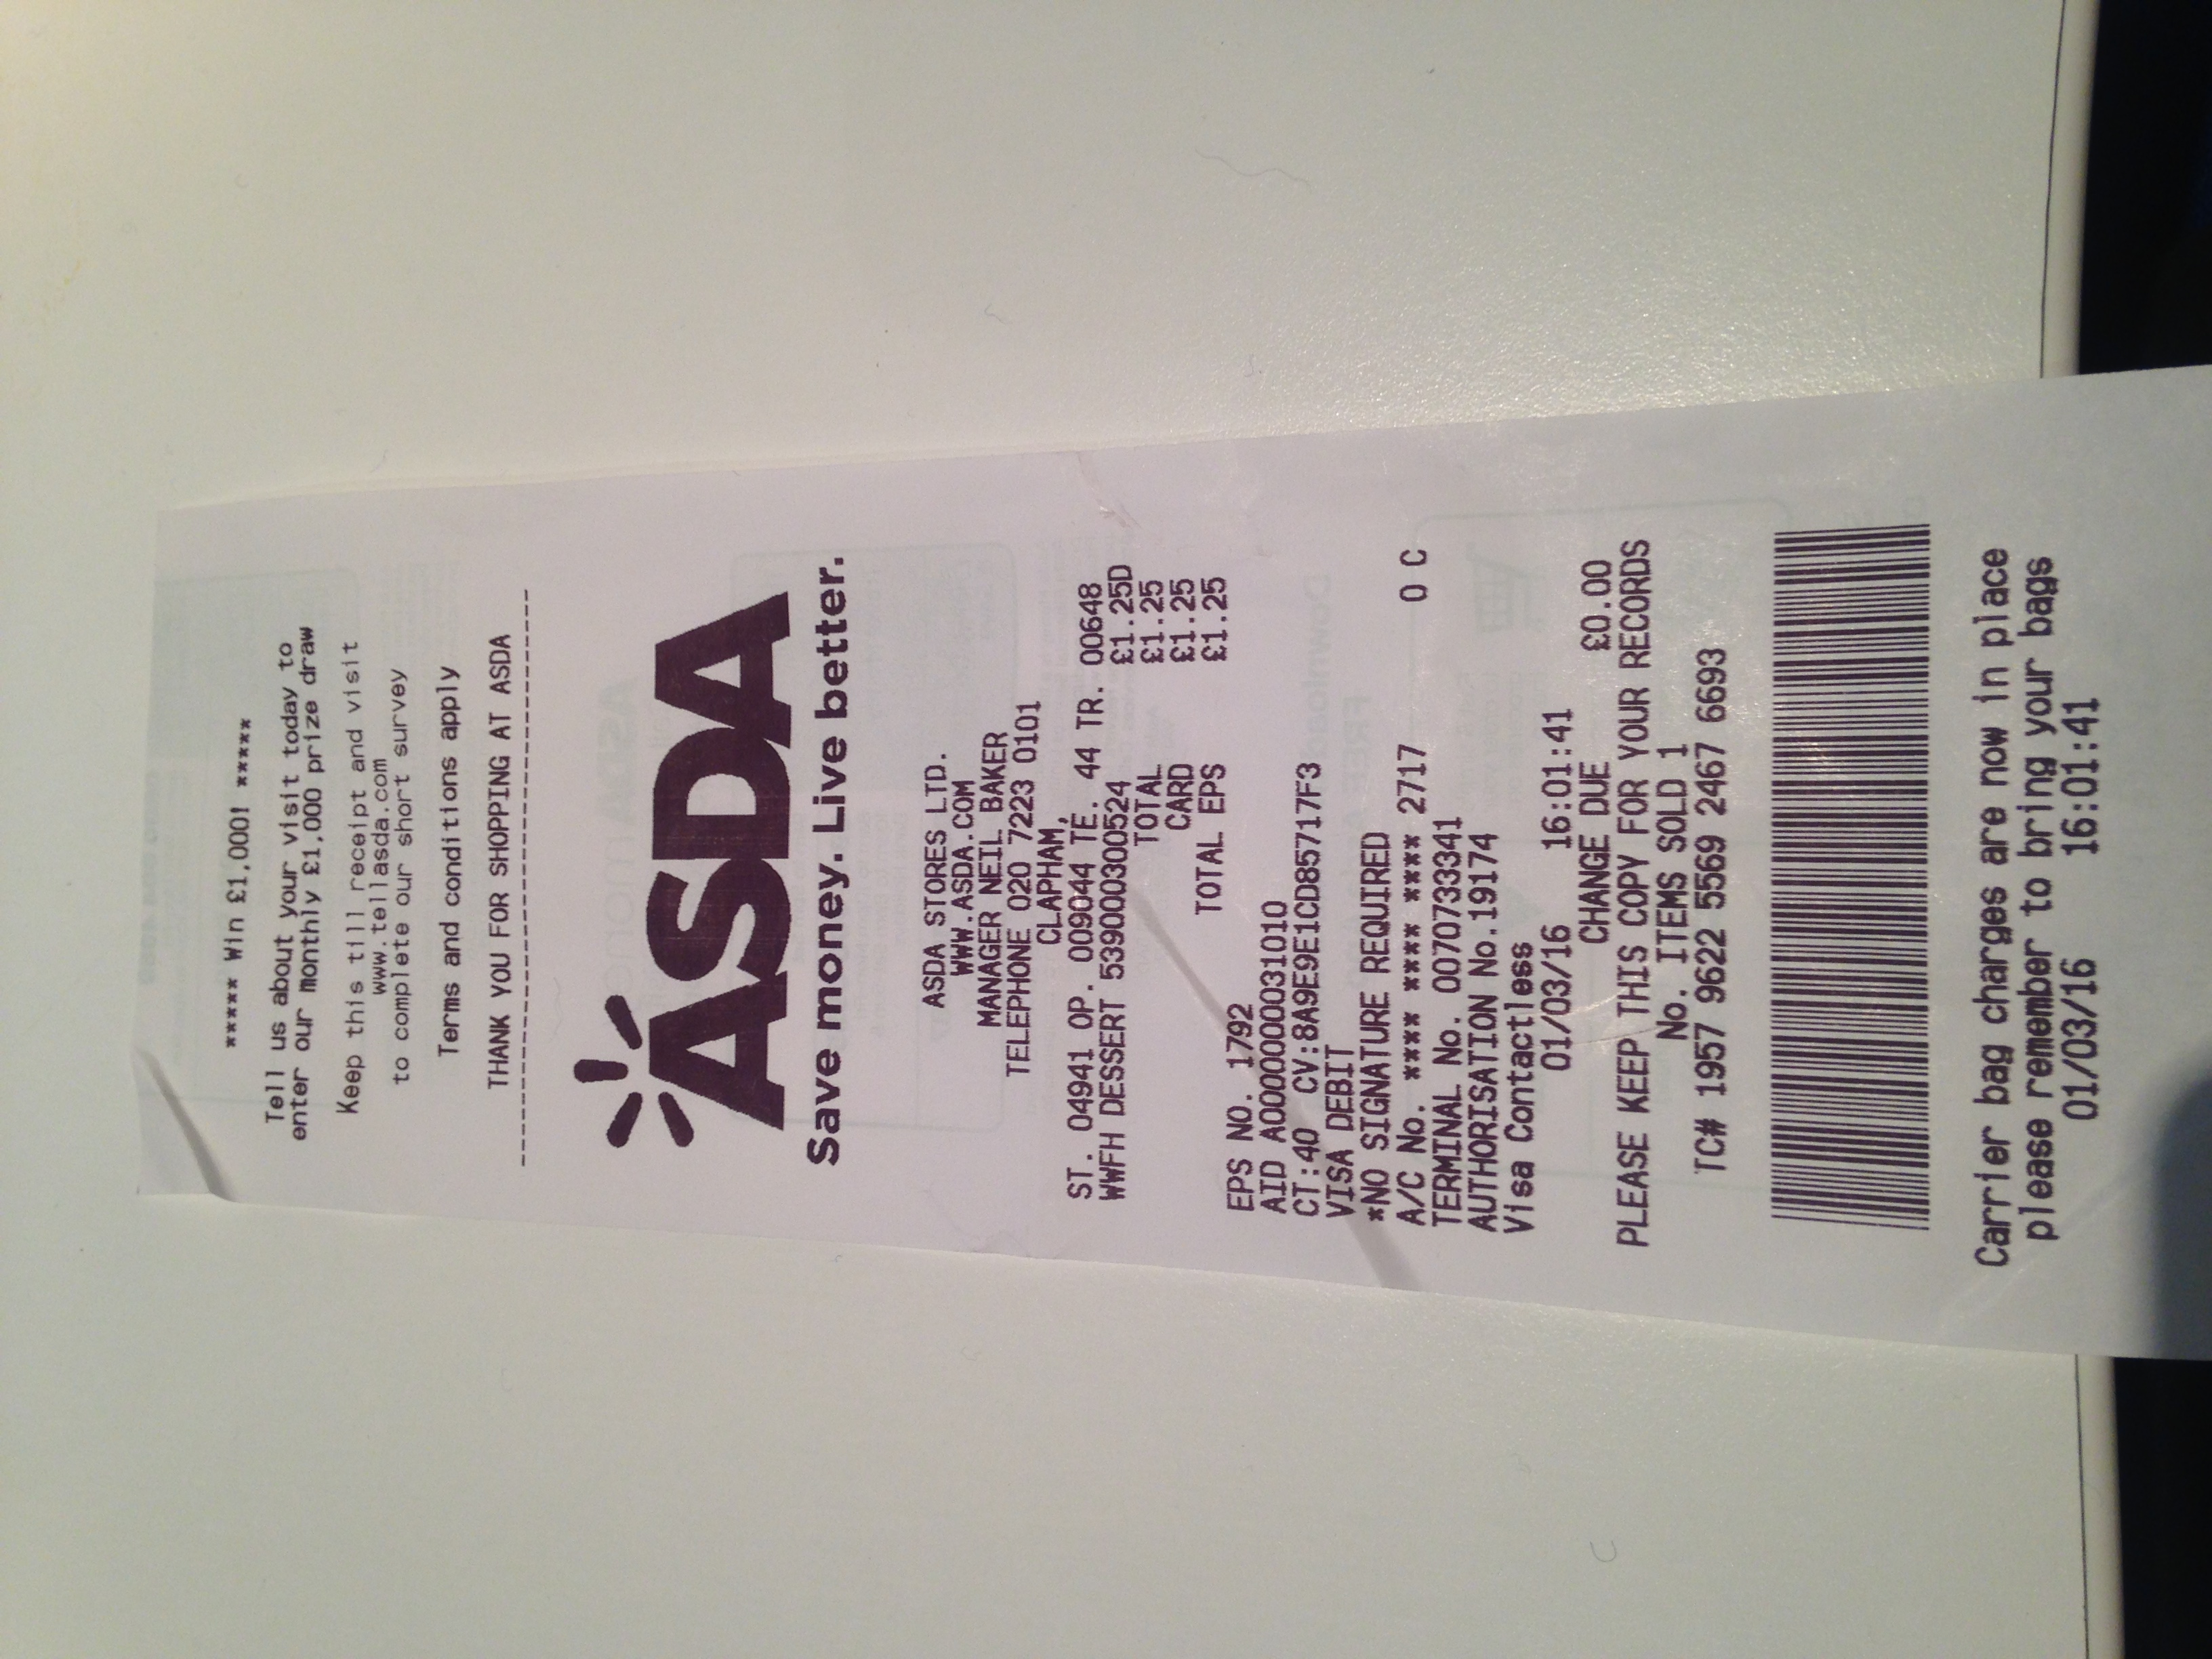 ***** Win £1,000! *****
Tell us about your visit today to
enter our monthly £1,000 prize draw
Keep this till receipt and visit
www.tellasda.com
to complete our short survey
Terms and conditions apply
THANK YOU FOR SHOPPING AT ASDA
------------------------------------
ASDA
Save money. Live better.
ASDA STORES LTD.
WWW.ASDA.COM
MANAGER NEIL BAKER
TELEPHONE 020 7223 0101
CLAPHAM,
ST. 04941 OP. 009044 TE. 44 TR. 00648
WWFH DESSERT 5390003000524 £1.25D
TOTAL £1.25
CARD £1.25
TOTAL EPS £1.25
EPS NO. 1792
AID A0000000031010
CT:40 CV:8A9E9E1CD85717F3
VISA DEBIT
*NO SIGNATURE REQUIRED
A/C No. **** **** **** 2717 0 C
TERMINAL No. 0070733341
AUTHORISATION No.19174
Visa Contactless
01/03/16 16:01:41
CHANGE DUE £0.00
PLEASE KEEP THIS COPY FOR YOUR RECORDS
No. ITEMS SOLD 1
TC# 1957 9622 5569 2467 6693
Carrier bag charges are now in place
please remember to bring your bags
01/03/16 16:01:41